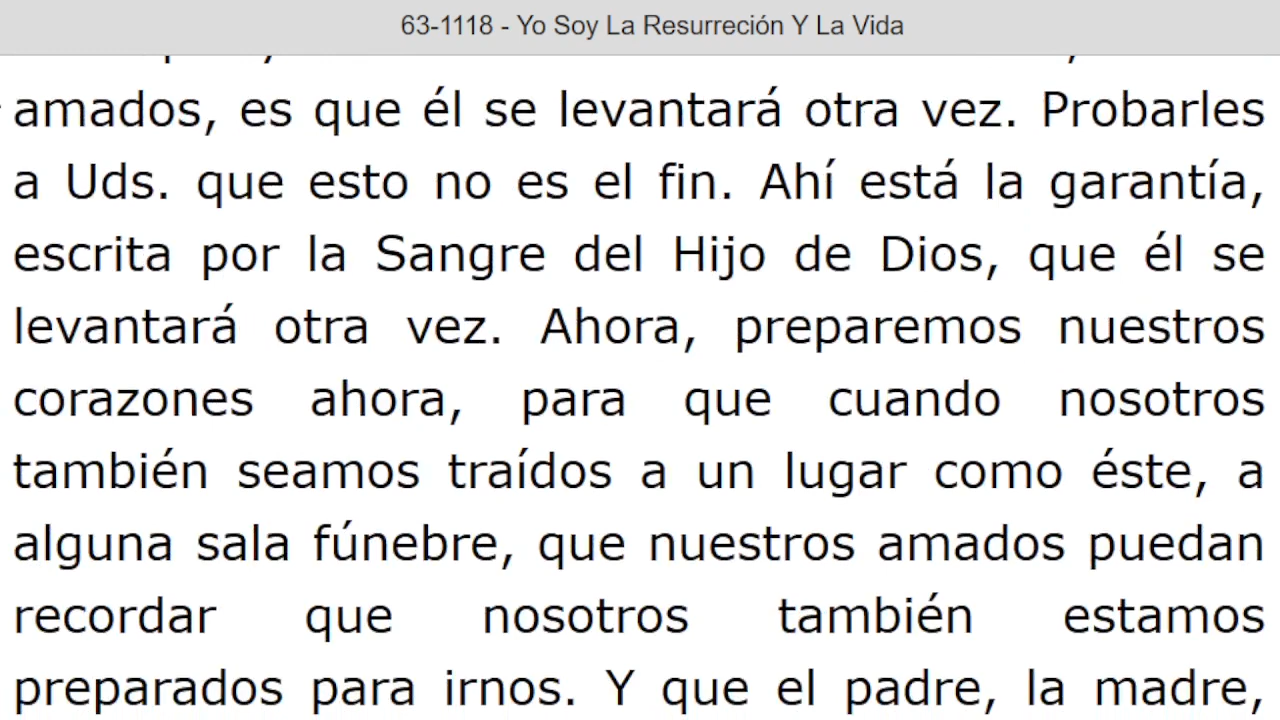 63-1118 - Yo Soy La Resurreción Y La Vida
amados, es que él se levantará otra vez. Probarles
a Uds. que esto no es el fin. Ahí está la garantía,
escrita por la Sangre del Hijo de Dios, que él se
levantará otra vez. Ahora, preparemos nuestros
corazones ahora, para que cuando nosotros
también seamos traídos a un lugar como éste, a
alguna sala fúnebre, que nuestros amados puedan
recordar que nosotros también estamos
preparados para irnos. Y que el padre, la madre,